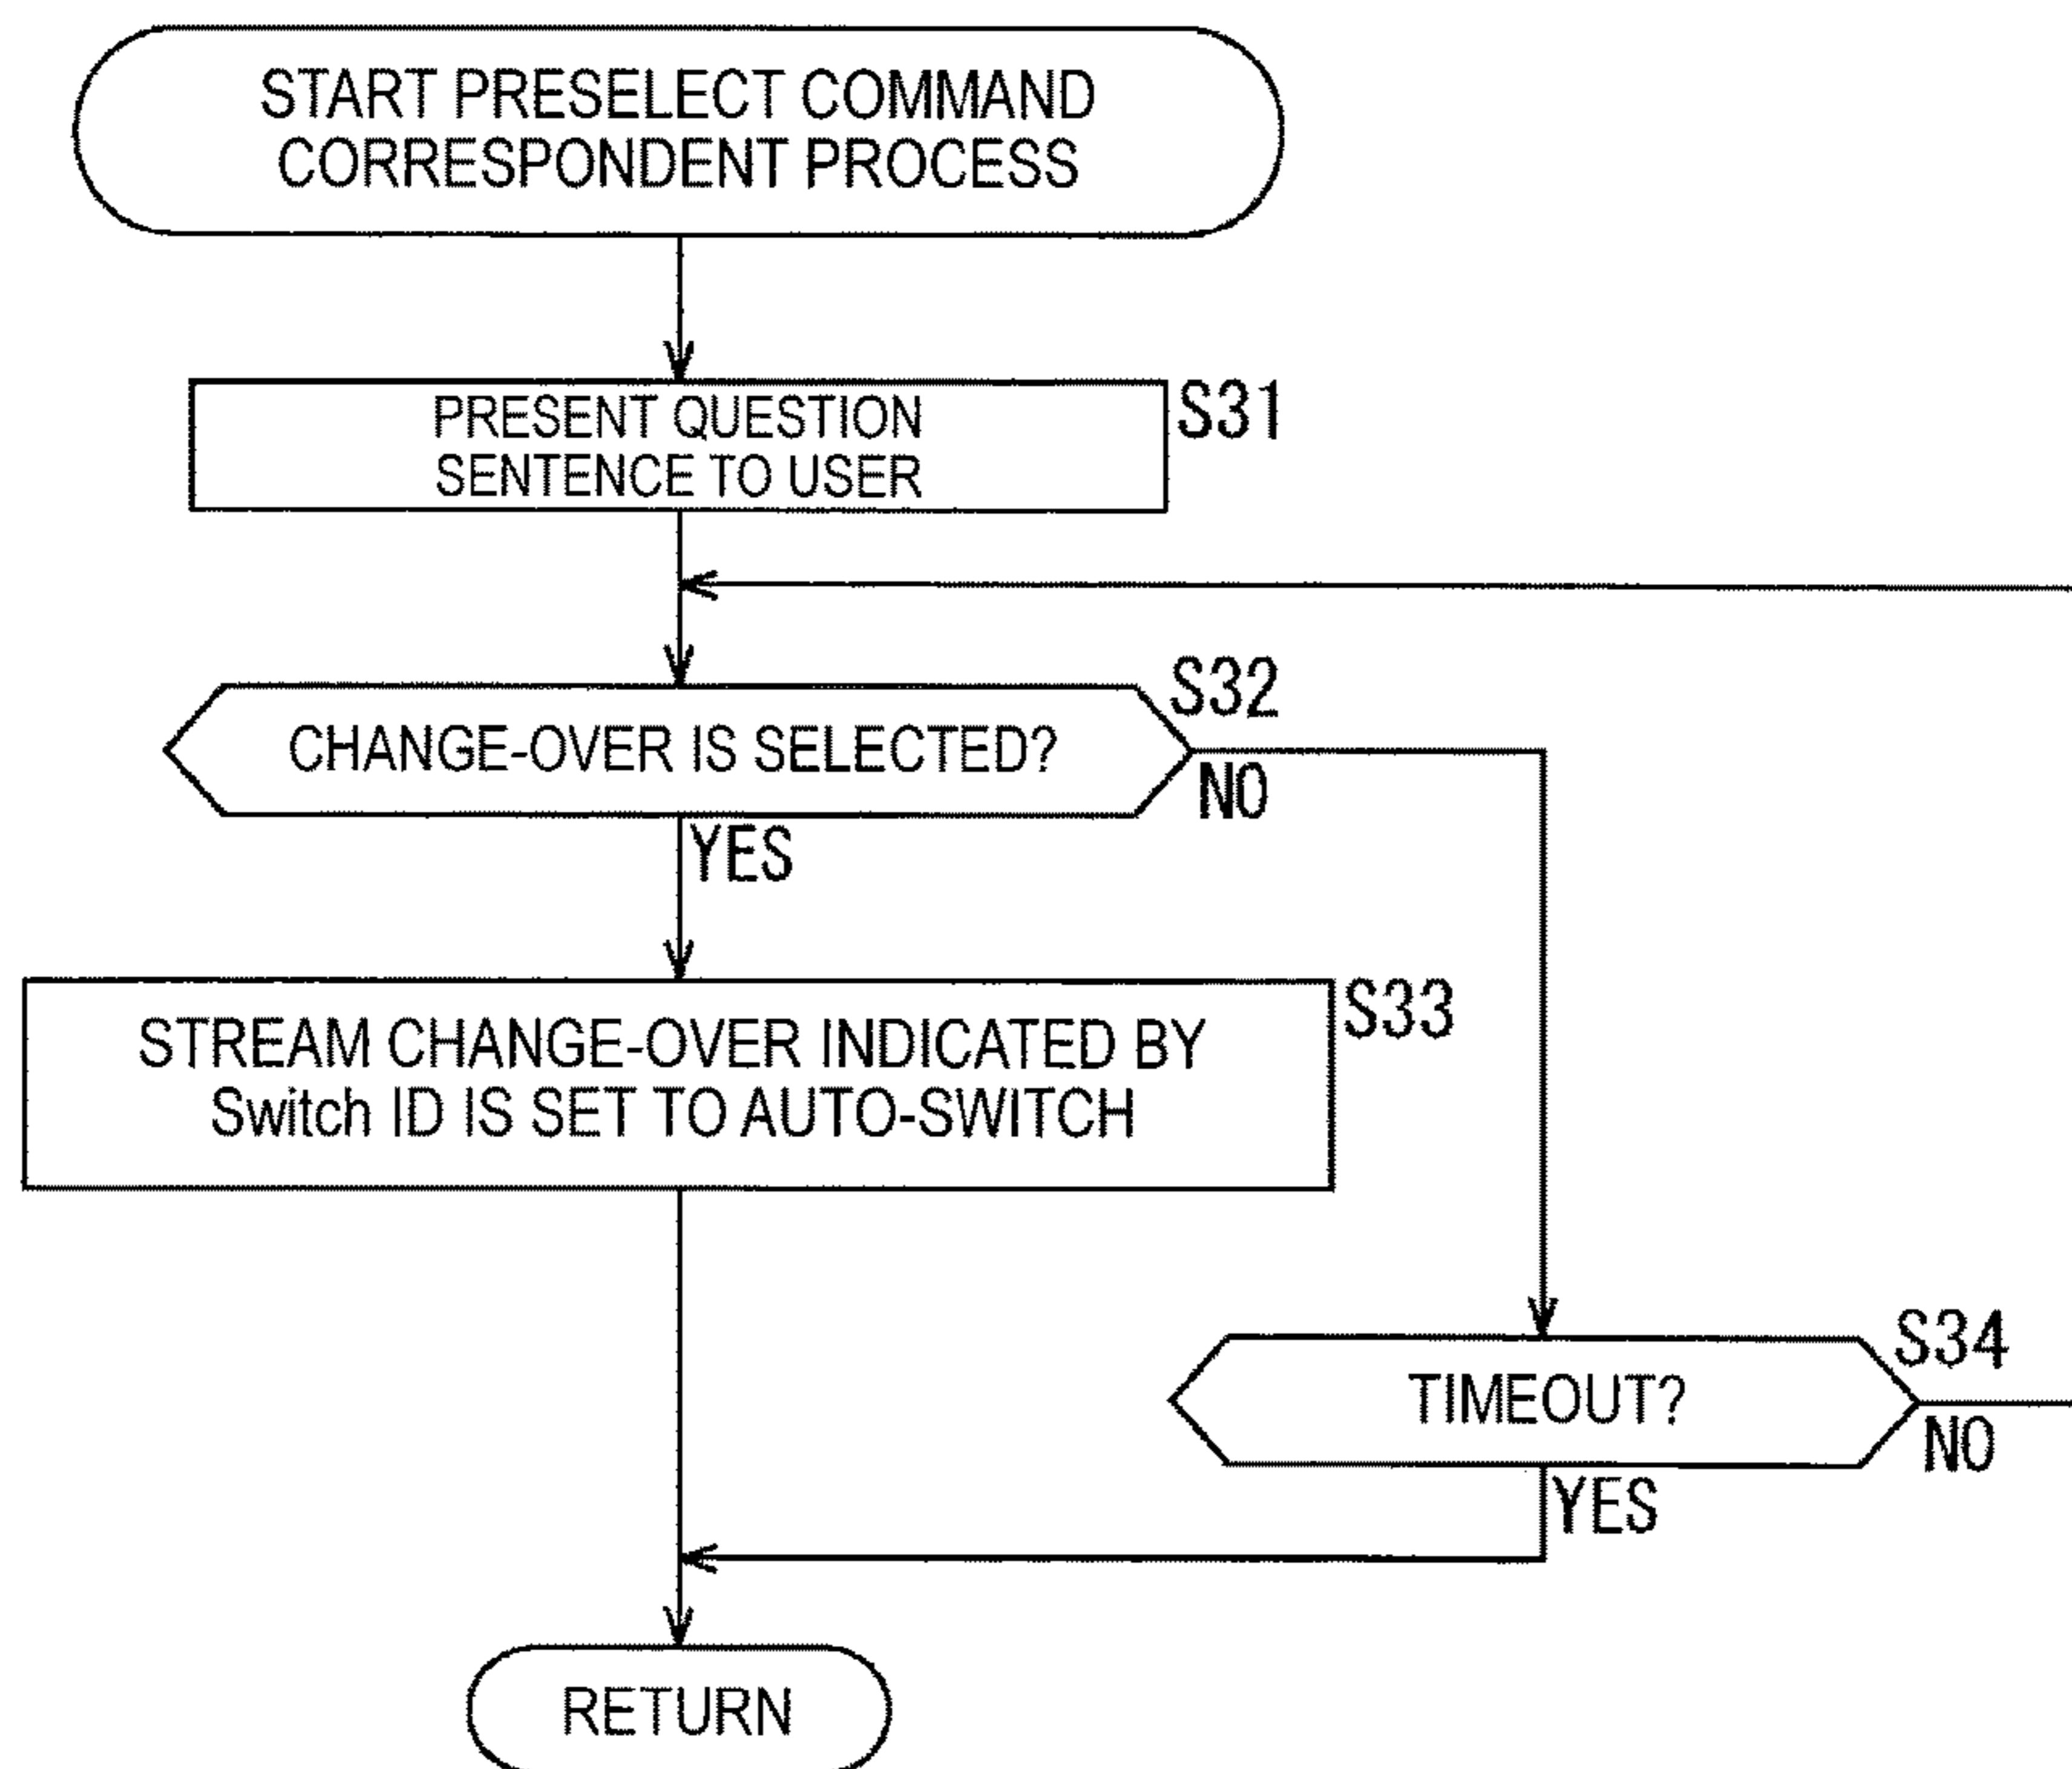 START PRESELECT COMMAND
CORRESPONDENT PROCESS
PRESENT QUESTION
SENTENCE TO USER
S31
CHANGE-OVER IS SELECTED?
S32
NO
YES
STREAM CHANGE-OVER INDICATED BY
Switch ID IS SET TO AUTO-SWITCH
S33
TIMEOUT?
S34
NO
YES
RETURN